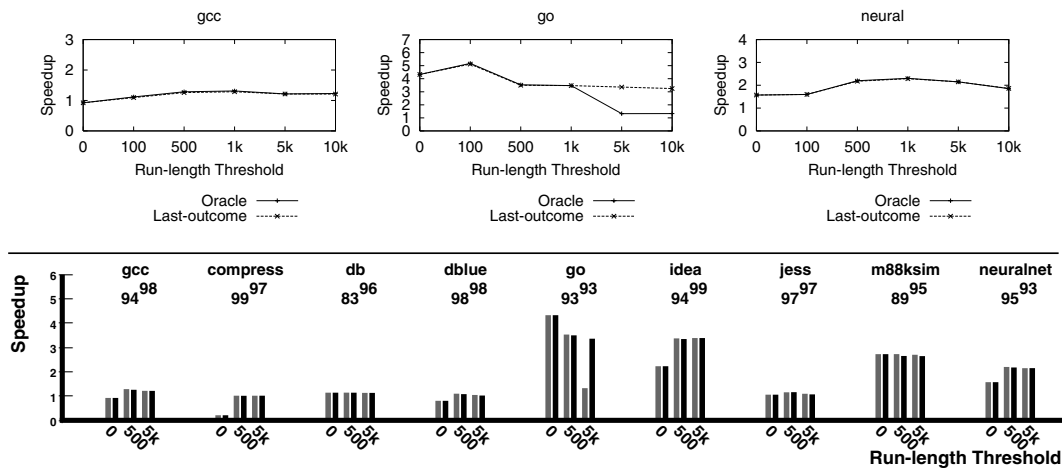 gcc
Speedup
3
2
1
0
0 100 500 1k 5k 10k
Run-length Threshold
Oracle
Last-outcome
go
Speedup
7
6
5
4
3
2
1
0
0 100 500 1k 5k 10k
Run-length Threshold
Oracle
Last-outcome
neural
Speedup
4
3
2
1
0
0 100 500 1k 5k 10k
Run-length Threshold
Oracle
Last-outcome
Speedup
6
5
4
3
2
1
0
gcc compress db dblue go idea jess m88ksim neuralnet
94 98 99 97 83 96 98 98 93 93 94 99 97 97 89 95 95 93
0 500 5k 0 500 5k 0 500 5k 0 500 5k 0 500 5k 0 500 5k 0 500 5k 0 500 5k 0 500 5k
Run-length Threshold